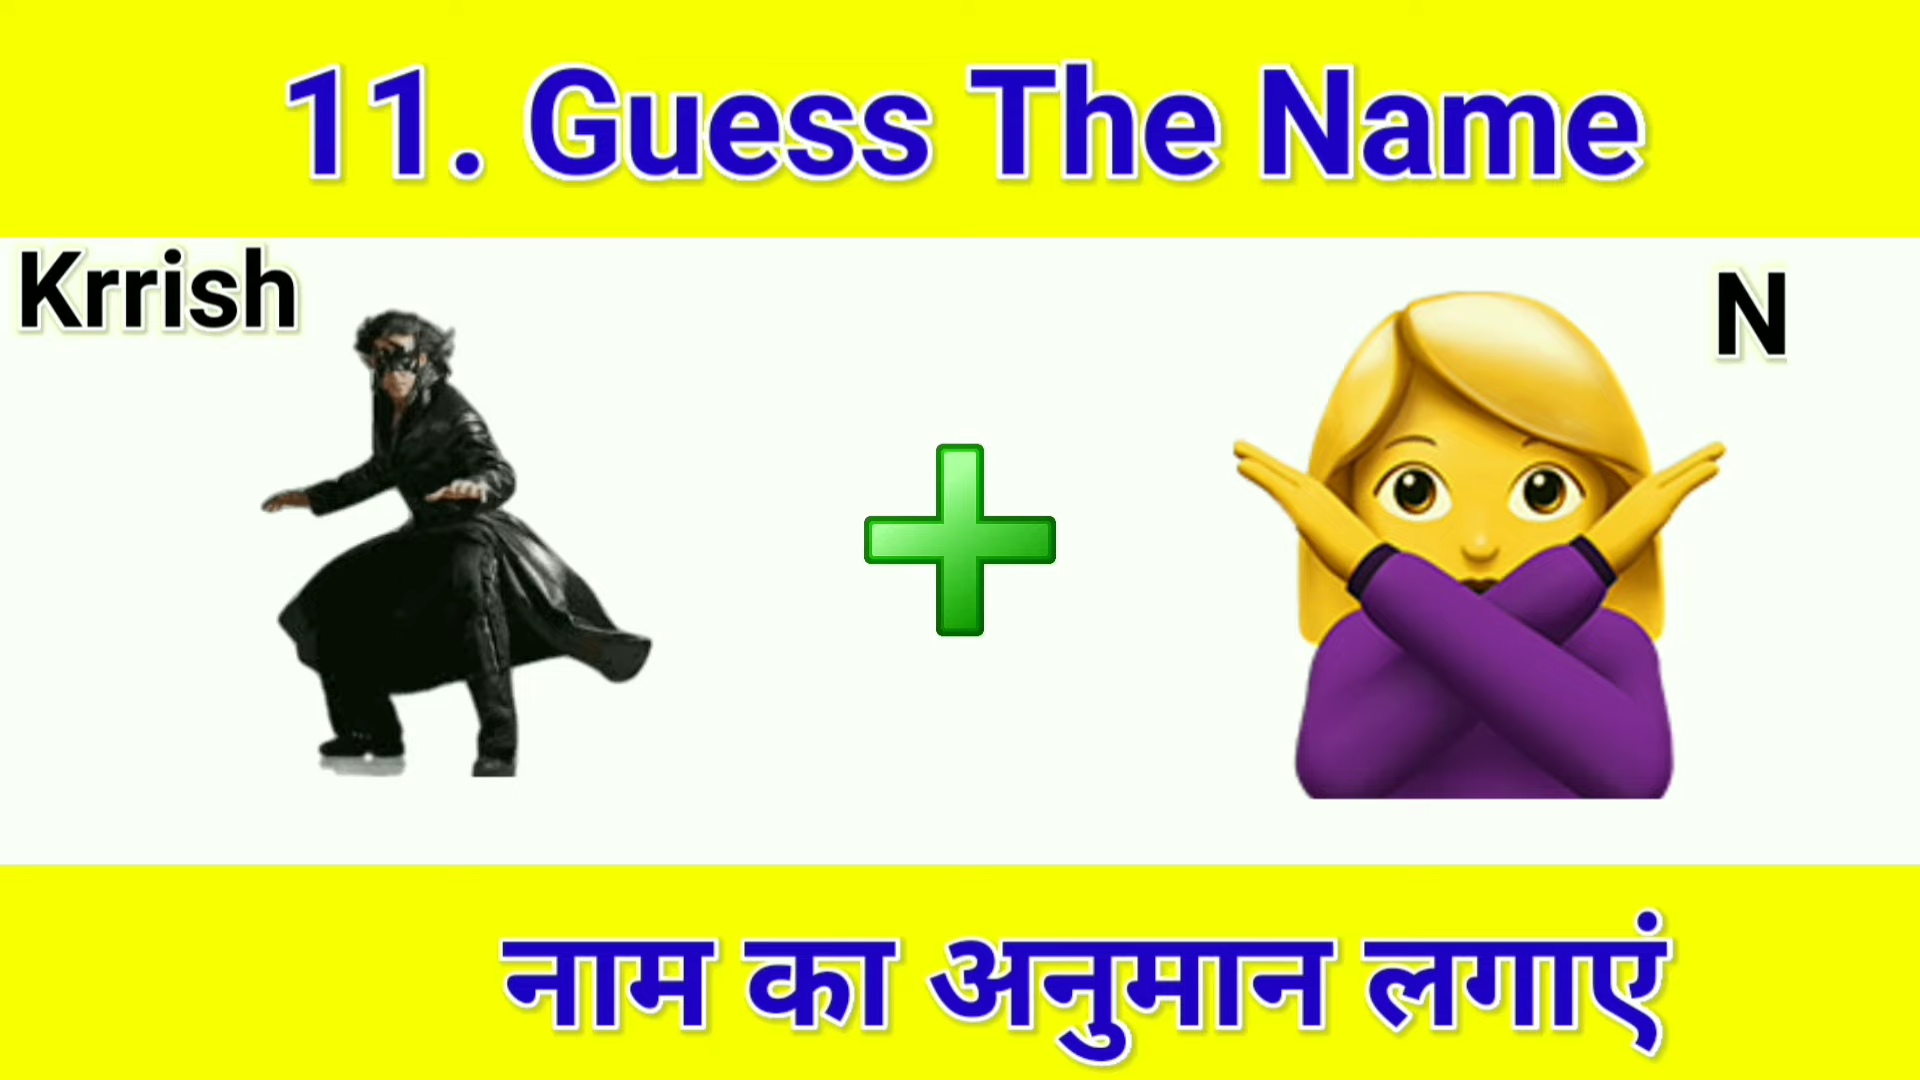 11. Guess The Name
Krrish
N
नाम का अनुमान लगाएं